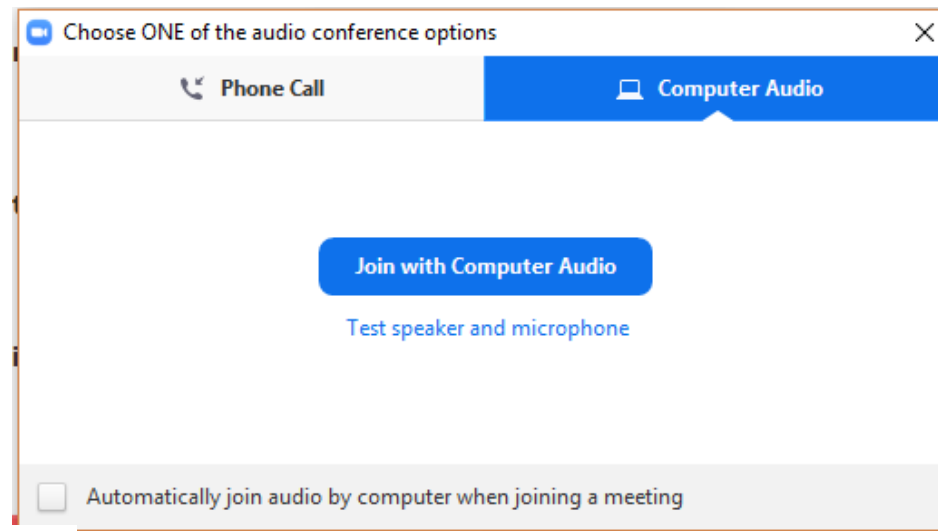 Choose ONE of the audio conference options
Phone Call
Computer Audio
Join with Computer Audio
Test speaker and microphone
Automatically join audio by computer when joining a meeting